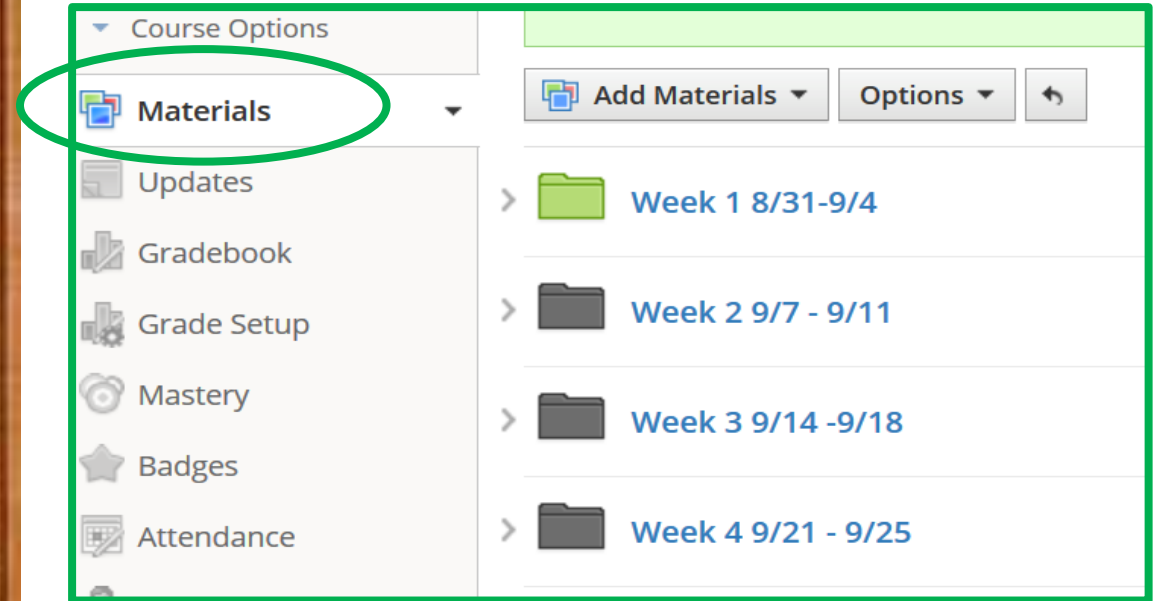 Course Options
Materials
Updates
Gradebook
Grade Setup
Mastery
Badges
Attendance
Add Materials
Options
Week 1 8/31-9/4
Week 2 9/7 - 9/11
Week 3 9/14 -9/18
Week 4 9/21 - 9/25